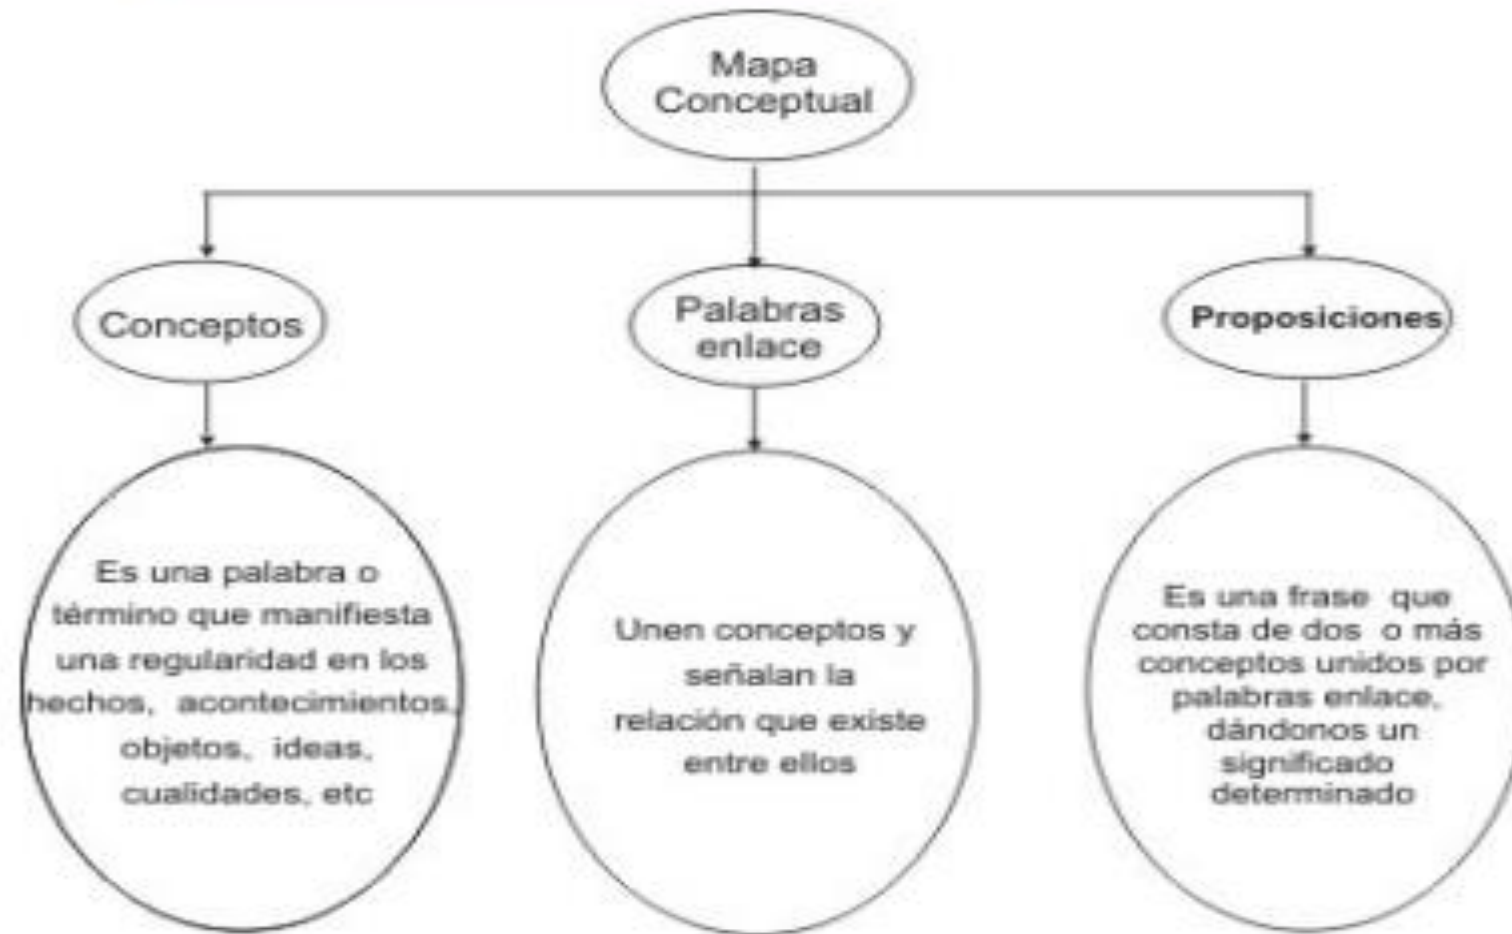 Mapa
Conceptual
Conceptos
Palabras
enlace
Proposiciones
Es una palabra o
término que manifiesta
una regularidad en los
hechos, acontecimientos,
objetos, ideas,
cualidades, etc
Unen conceptos y
señalan la
relación que existe
entre ellos
Es una frase que
consta de dos o más
conceptos unidos por
palabras enlace,
dándonos un
significado
determinado